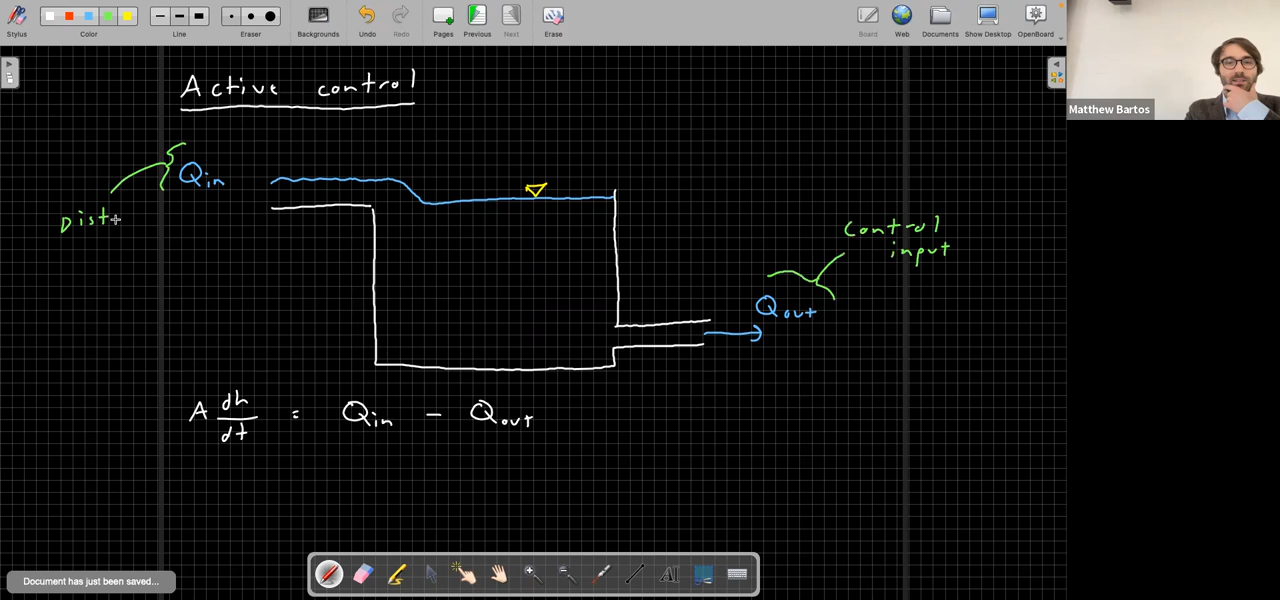 Stylus
Color
Line
Eraser
Backgrounds
Undo
Redo
Pages
Previous
Next
Erase
Board
Web
Documents
Show Desktop
OpenBoard
Matthew Bartos
Active control
Qin
Dist
Control
input
Qout
A dh/dt = Qin - Qout
Document has just been saved...
AI